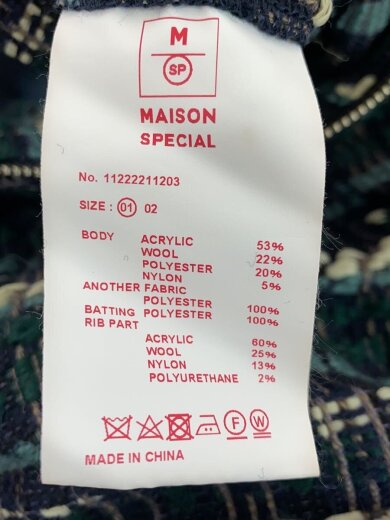 M
SP
MAISON
SPECIAL
No. 11222211203
SIZE : 01 02
BODY ACRYLIC 53%
WOOL 22%
POLYESTER 20%
NYLON 5%
ANOTHER FABRIC
POLYESTER 100%
BATTING POLYESTER 100%
RIB PART
ACRYLIC 60%
WOOL 25%
NYLON 13%
POLYURETHANE 2%
F W
MADE IN CHINA